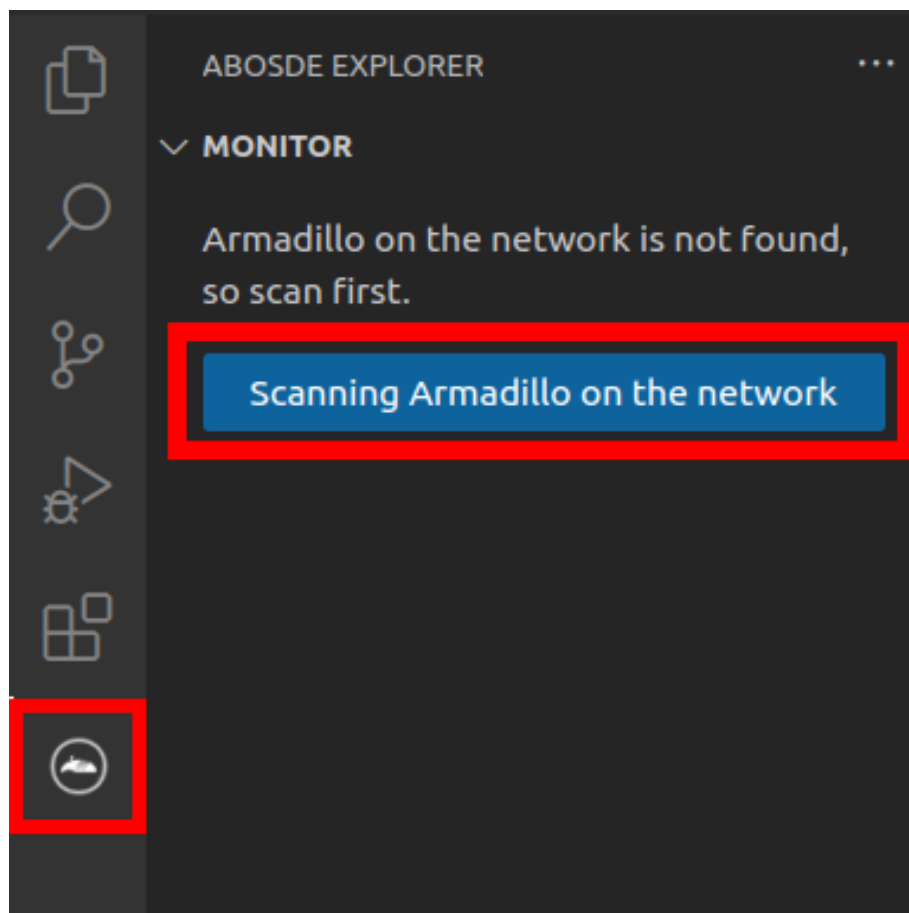 ABOSDE EXPLORER
MONITOR
Armadillo on the network is not found,
so scan first.
Scanning Armadillo on the network